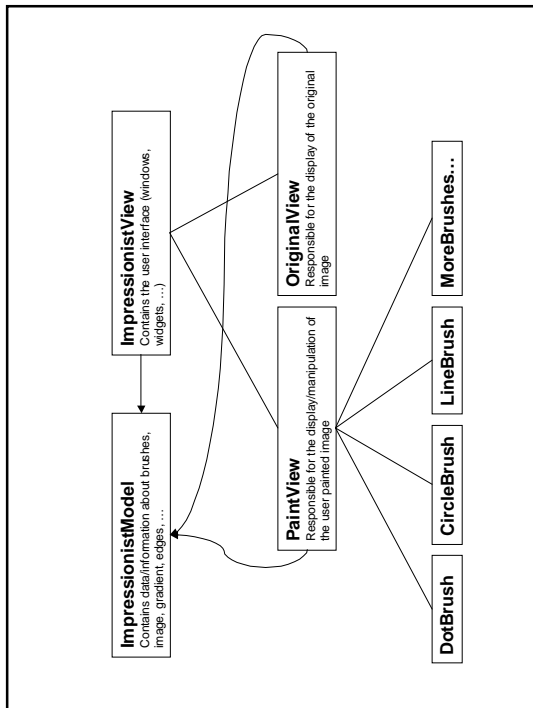 ImpressionistModel
Contains data/information about brushes,
image, gradient, edges, …
ImpressionistView
Contains the user interface (windows,
widgets, …)
PaintView
Responsible for the display/manipulation of
the user painted image
OriginalView
Responsible for the display of the original
image
DotBrush
CircleBrush
LineBrush
MoreBrushes…